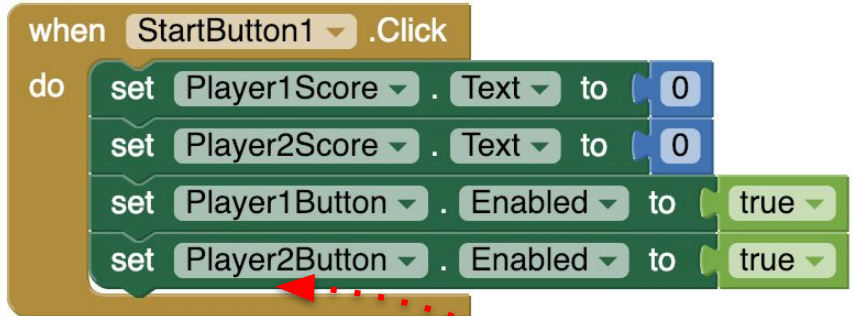 when StartButton1 .Click
do set Player1Score . Text to 0
set Player2Score . Text to 0
set Player1Button . Enabled to true
set Player2Button . Enabled to true